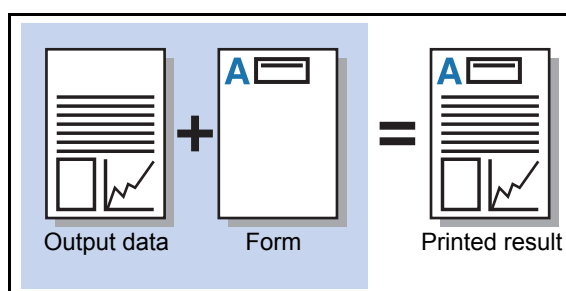 A
A
+
=
Output data
Form
Printed result